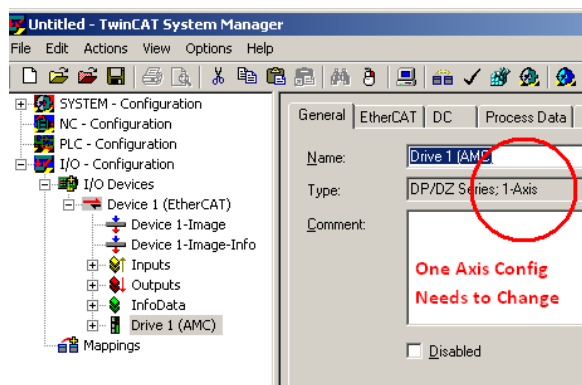 Untitled - TwinCAT System Manager
File Edit Actions View Options Help
SYSTEM - Configuration
NC - Configuration
PLC - Configuration
I/O - Configuration
I/O Devices
Device 1 (EtherCAT)
Device 1-Image
Device 1-Image-Info
Inputs
Outputs
InfoData
Drive 1 (AMC)
Mappings
General EtherCAT DC Process Data
Name: Drive 1 (AMC)
Type: DP/DZ Series; 1-Axis
Comment:
One Axis Config
Needs to Change
Disabled